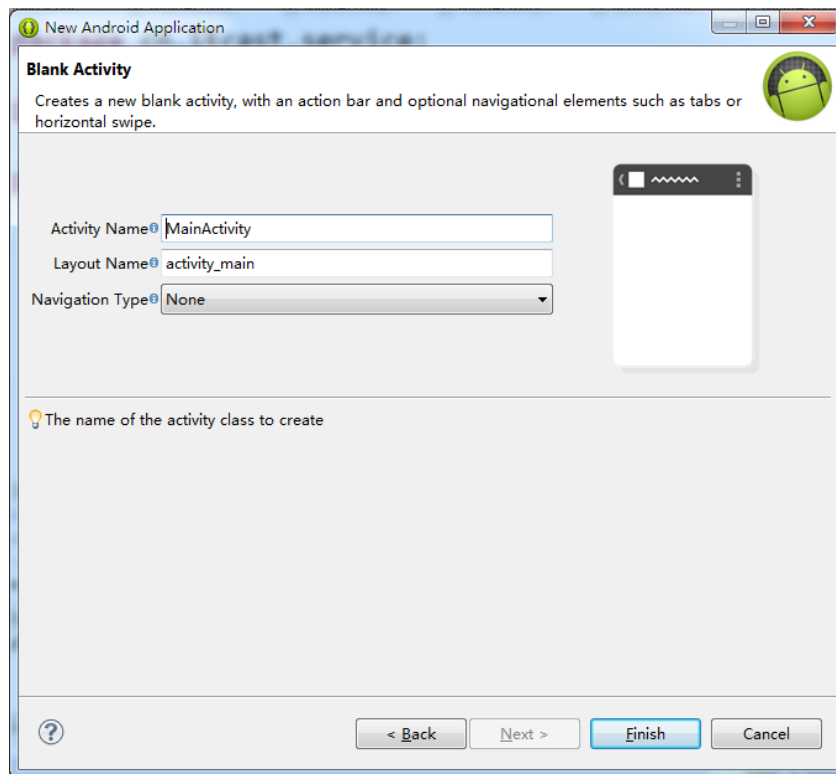 New Android Application
Blank Activity
Creates a new blank activity, with an action bar and optional navigational elements such as tabs or
horizontal swipe.
Activity Name MainActivity
Layout Name activity_main
Navigation Type None
The name of the activity class to create
< Back Next > Finish Cancel